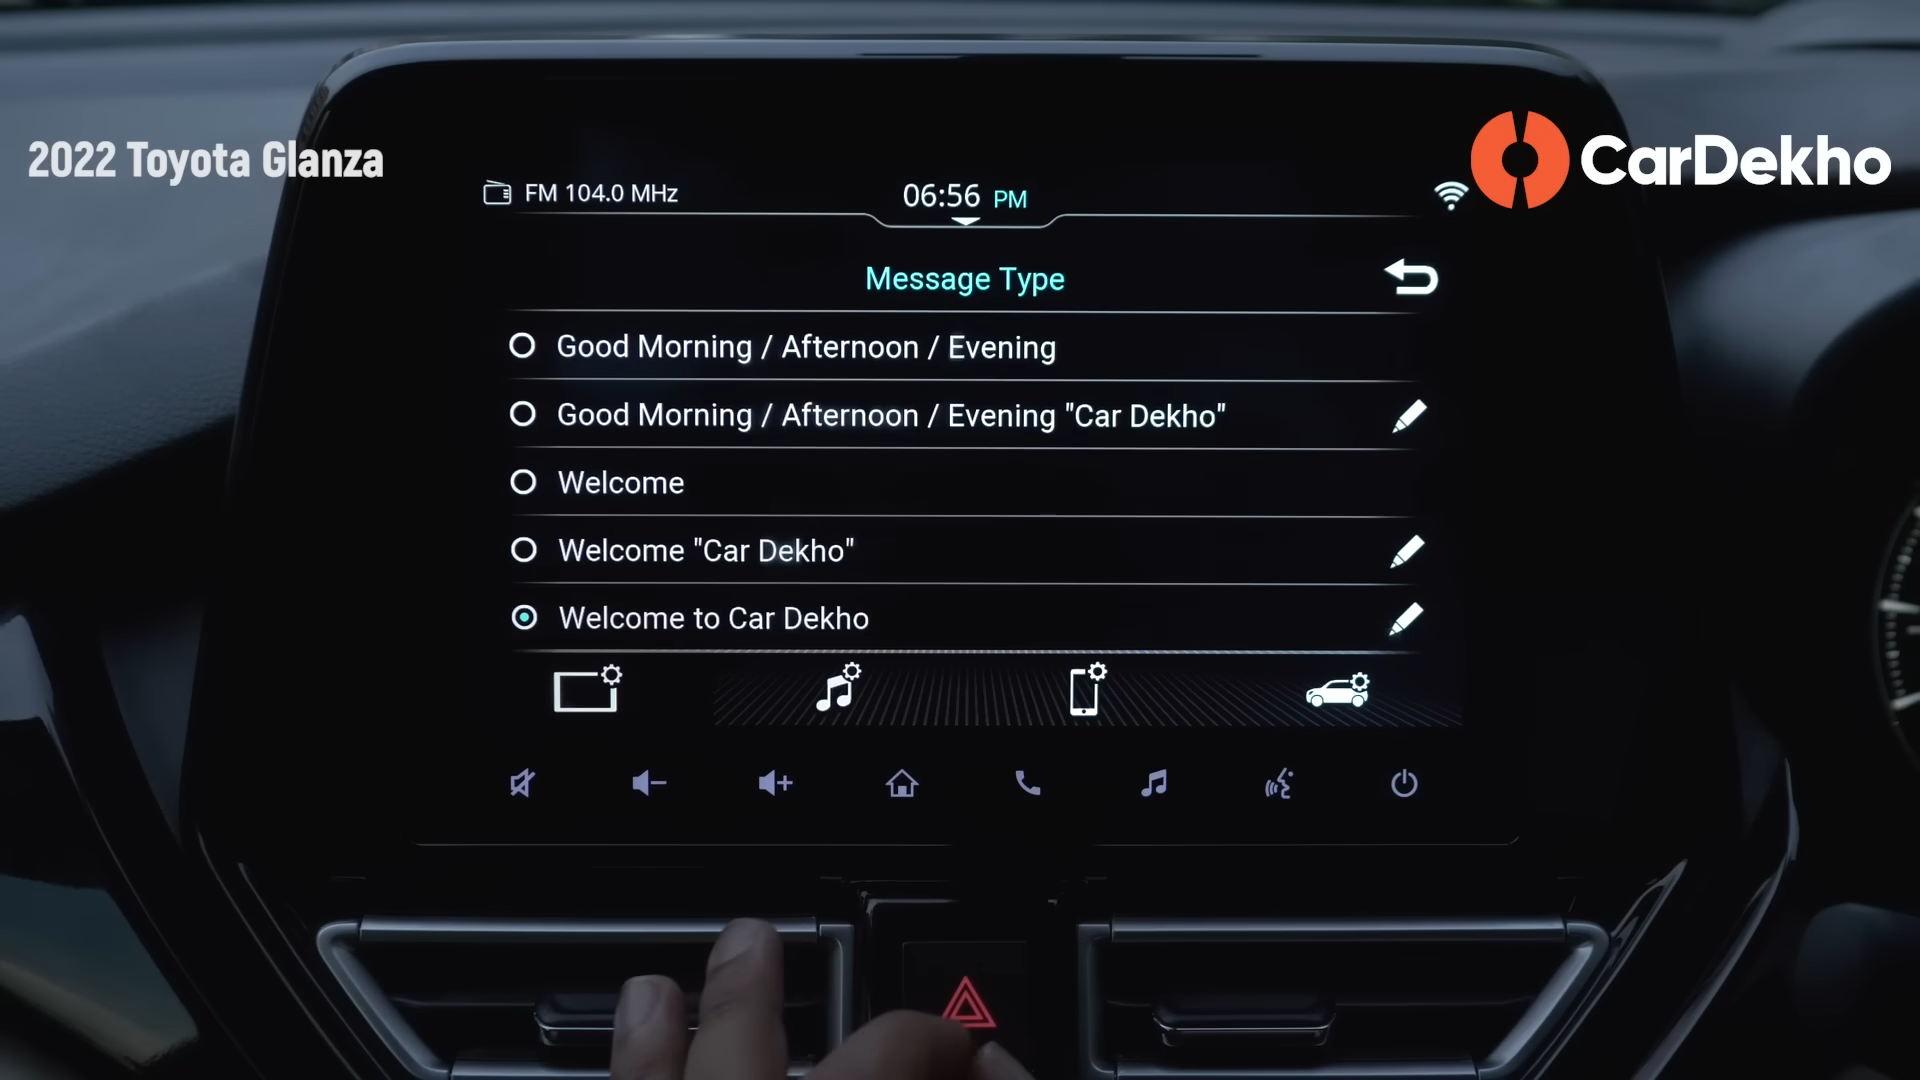 2022 Toyota Glanza
CarDekho
FM 104.0 MHz
06:56 PM
Message Type
Good Morning / Afternoon / Evening
Good Morning / Afternoon / Evening "Car Dekho"
Welcome
Welcome "Car Dekho"
Welcome to Car Dekho